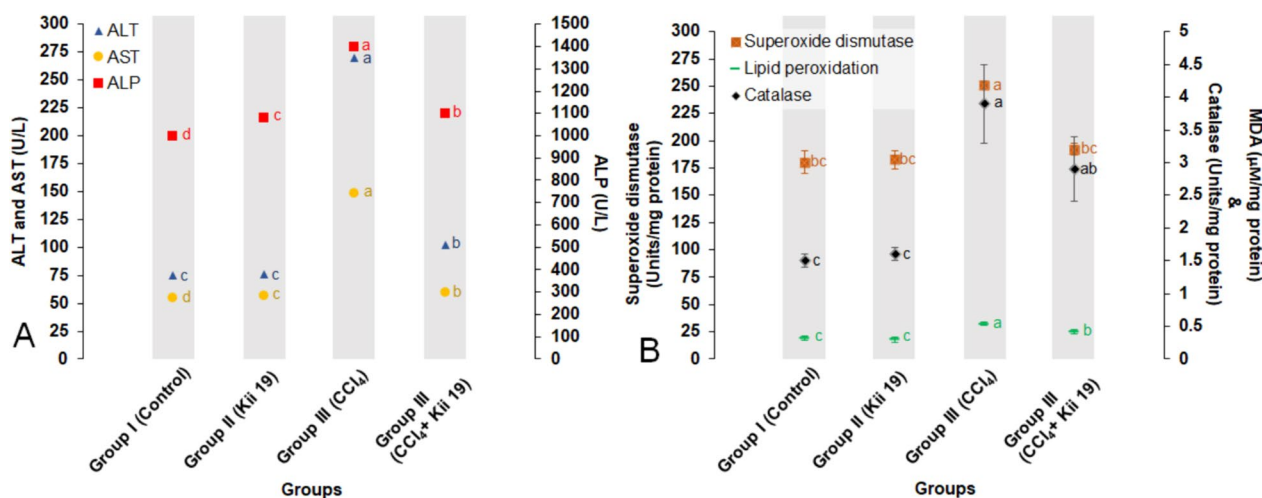 300
275
250
225
200
175
150
125
100
75
50
25
0
ALT and AST (U/L)
ALT
AST
ALP
d
c
d
c
c
c
a
a
a
b
b
b
1500
1400
1300
1200
1100
1000
900
800
700
600
500
400
300
200
100
0
ALP (U/L)
A
Group I (Control)
Group II (Kii 19)
Group III (CCl₄)
Group III
(CCl₄+ Kii 19)
Groups
300
275
250
225
200
175
150
125
100
75
50
25
0
Superoxide dismutase
(Units/mg protein)
Superoxide dismutase
Lipid peroxidation
Catalase
bc
c
c
bc
c
c
a
a
a
bc
ab
b
5
4.5
4
3.5
3
2.5
2
1.5
1
0.5
0
MDA (µM/mg protein)
&
Catalase (Units/mg protein)
B
Group I (Control)
Group II (Kii 19)
Group III (CCl₄)
Group III
(CCl₄+ Kii 19)
Groups